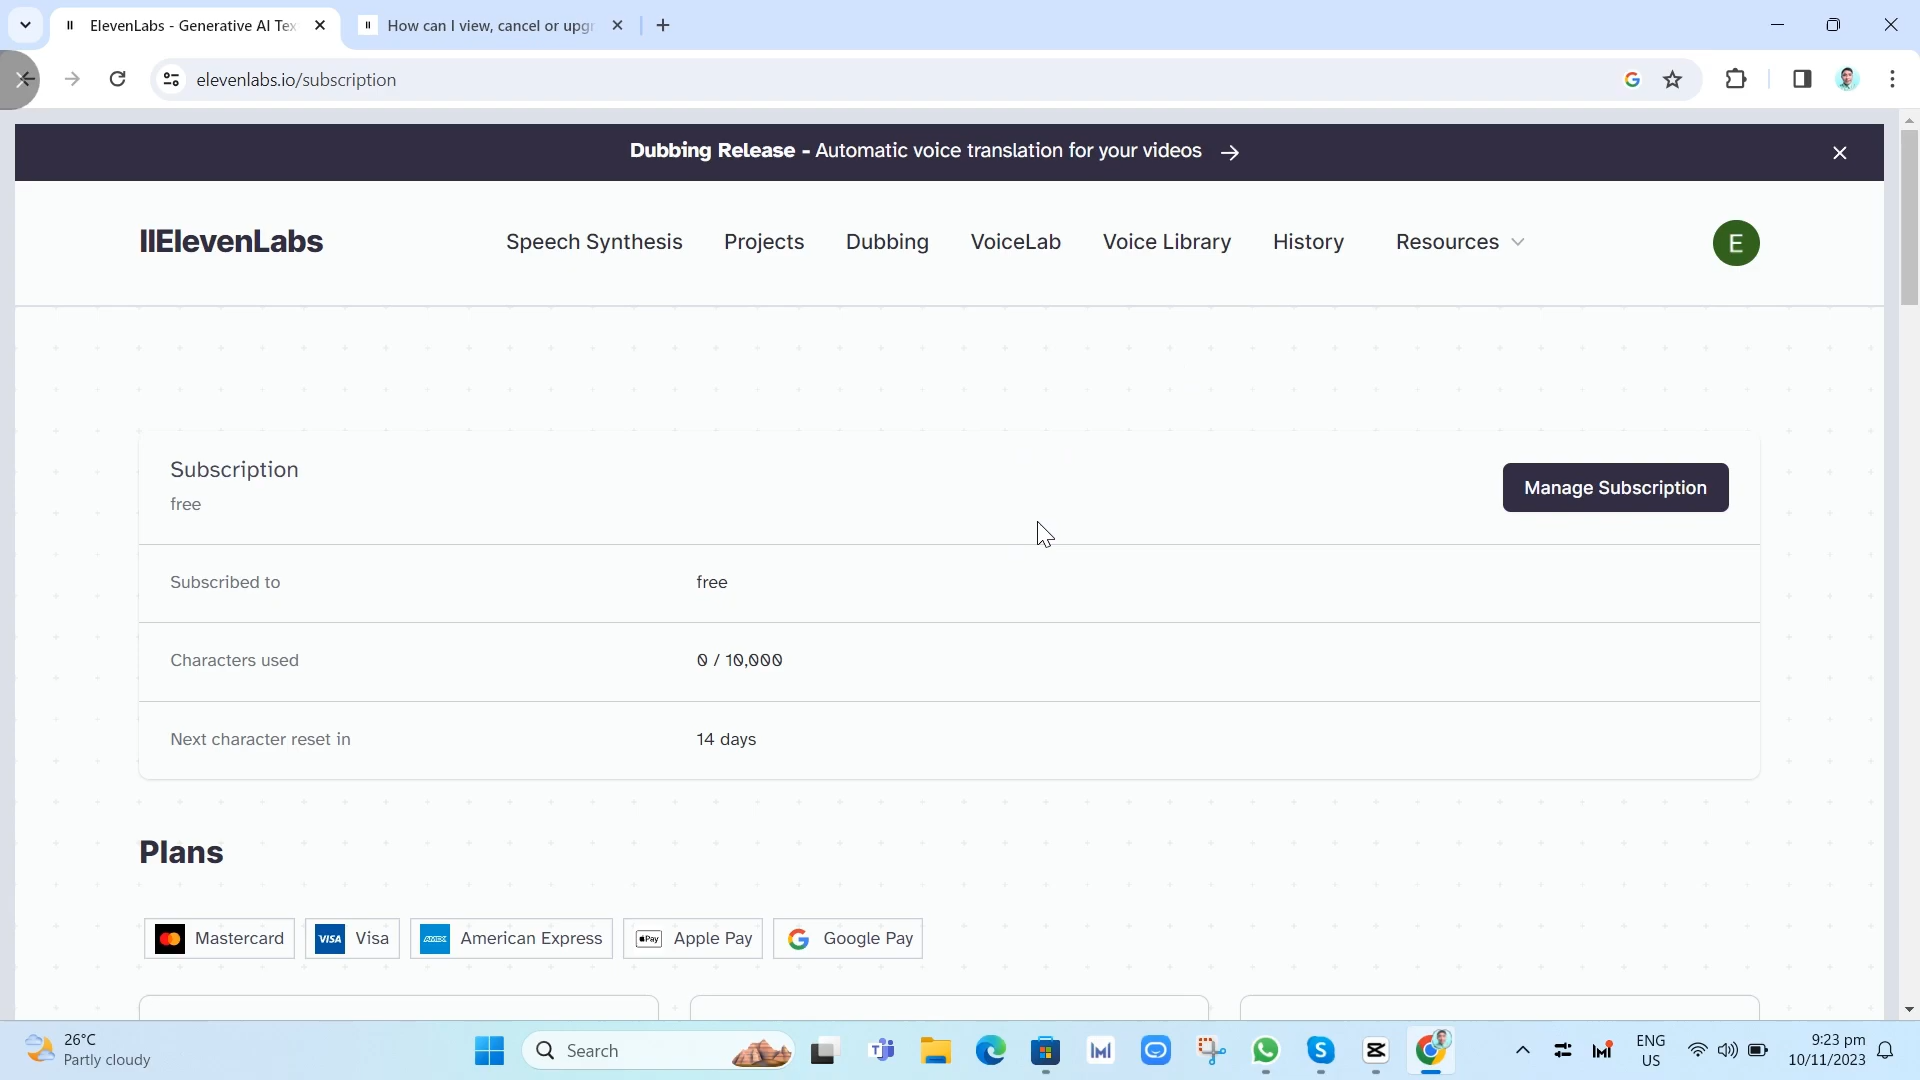 ElevenLabs - Generative AI Tex
How can I view, cancel or upgr
elevenlabs.io/subscription
Dubbing Release - Automatic voice translation for your videos →
IIElevenLabs
Speech Synthesis
Projects
Dubbing
VoiceLab
Voice Library
History
Resources
E
Subscription
free
Manage Subscription
Subscribed to
free
Characters used
0 / 10,000
Next character reset in
14 days
Plans
Mastercard
VISA Visa
AMEX American Express
Pay Apple Pay
G Google Pay
26°C
Partly cloudy
Search
ENG
US
9:23 pm
10/11/2023